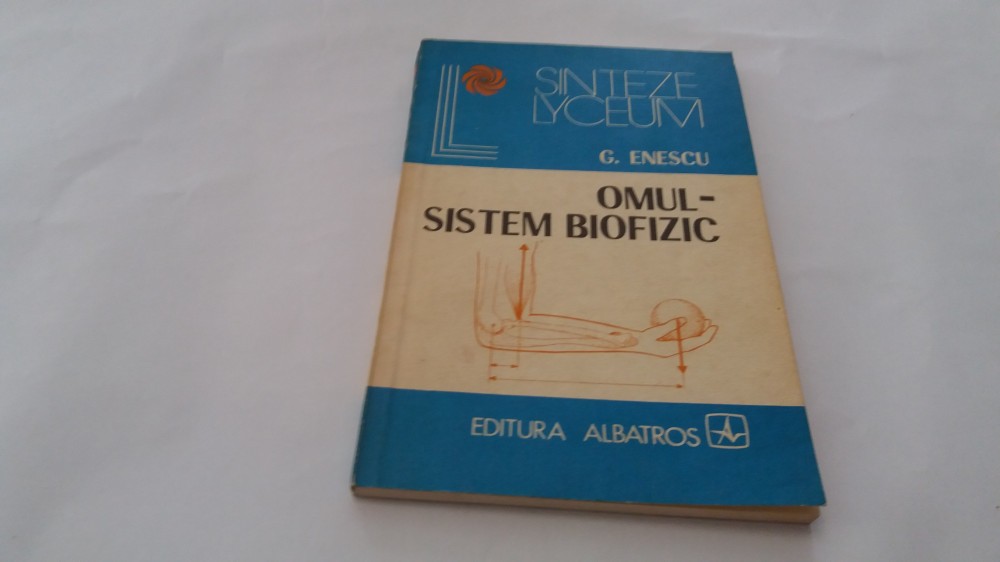 SINTEZE
LYCEUM
G. ENESCU
OMUL-
SISTEM BIOFIZIC
EDITURA ALBATROS